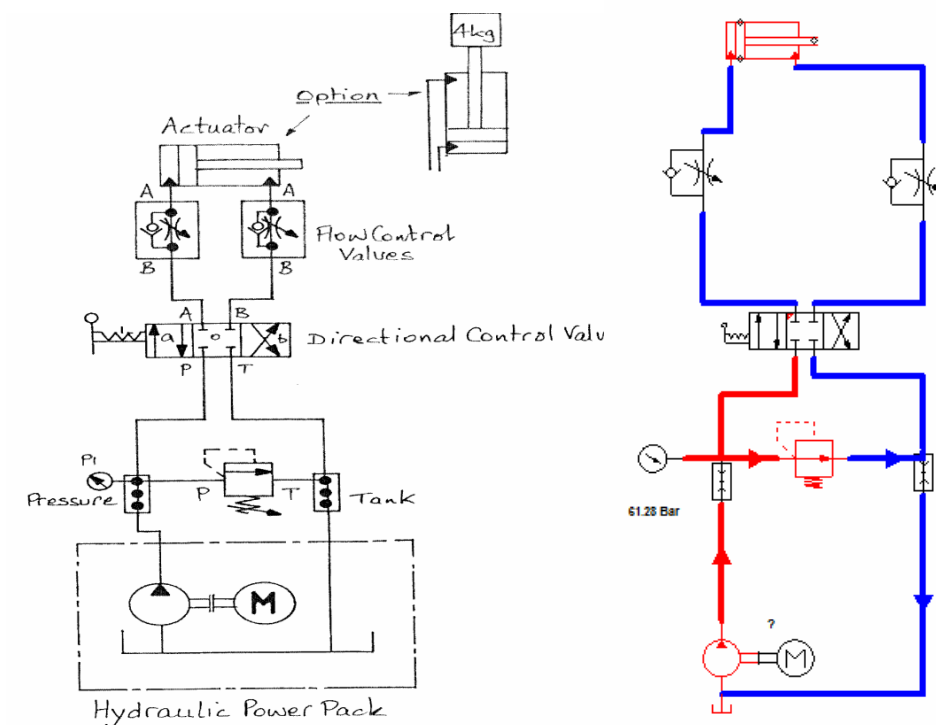 4kg
Option
Actuator
A
A
Flow Control
Valves
B
B
A
B
a
o
b
Directional Control Valv
P
T
P1
Pressure
P
T
Tank
M
Hydraulic Power Pack
61.28 Bar
?
M